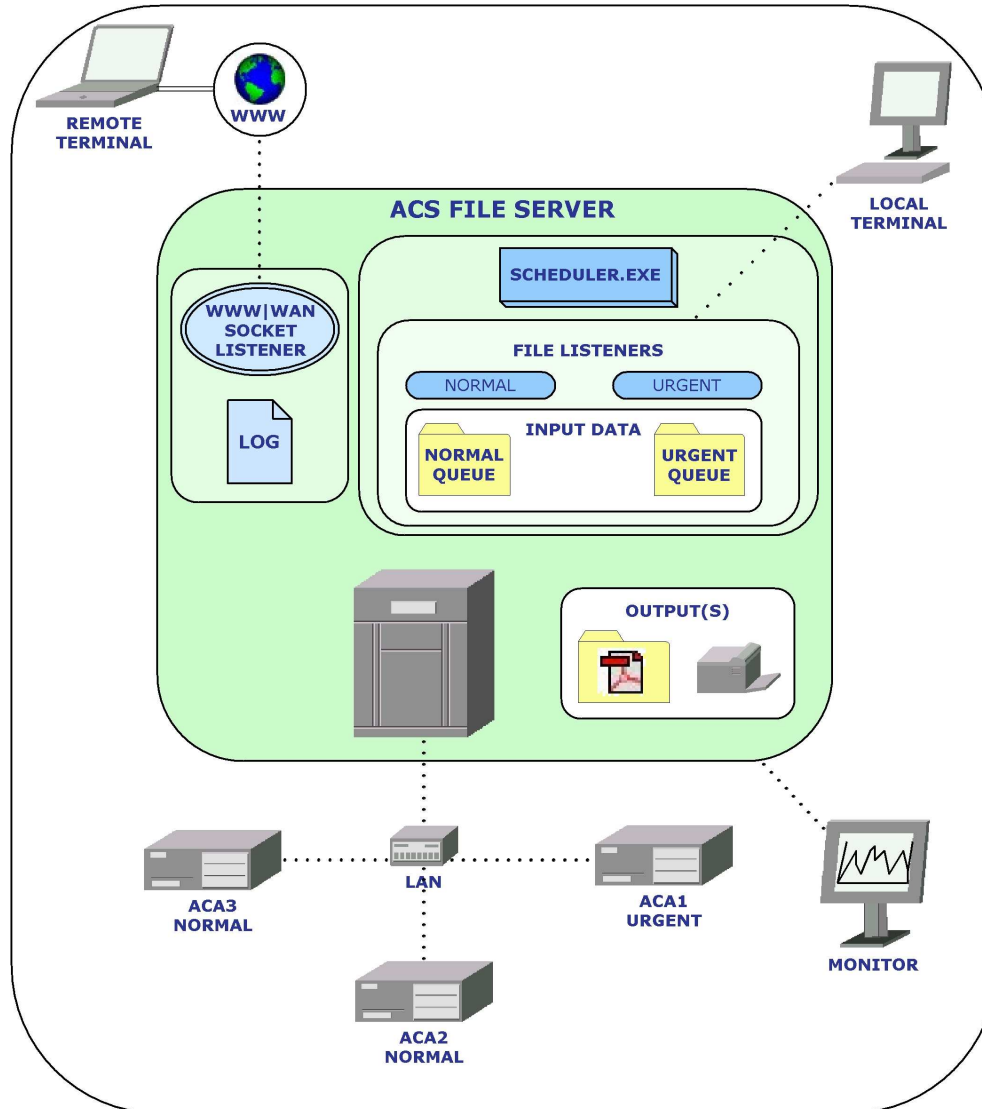 REMOTE
TERMINAL
WWW
LOCAL
TERMINAL
ACS FILE SERVER
SCHEDULER.EXE
WWW|WAN
SOCKET
LISTENER
LOG
FILE LISTENERS
NORMAL
URGENT
INPUT DATA
NORMAL
QUEUE
URGENT
QUEUE
OUTPUT(S)
LAN
ACA3
NORMAL
ACA1
URGENT
MONITOR
ACA2
NORMAL